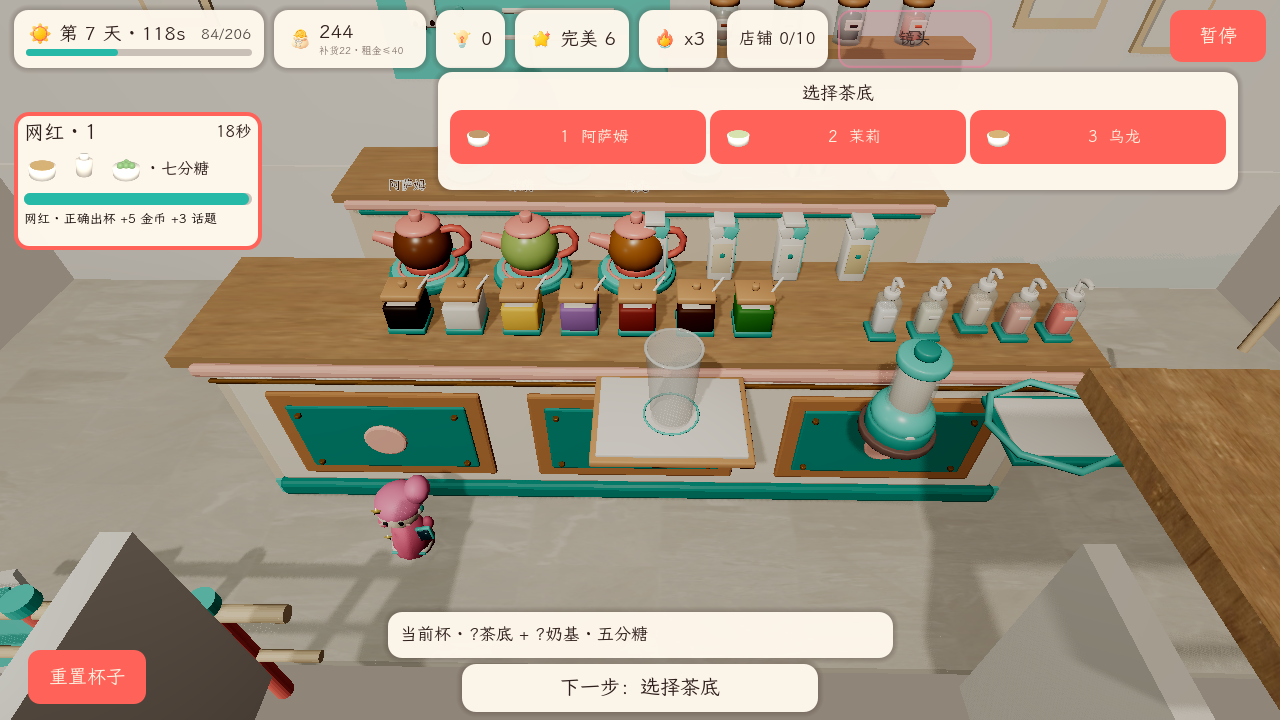 第 7 天・118s 84/206
244
补货22・租金≤40
0
完美 6
x3
店铺 0/10
镜头
暂停
选择茶底
1 阿萨姆
2 茉莉
3 乌龙
网红・1 18秒
・七分糖
网红・正确出杯 +5 金币 +3 话题
阿萨姆
当前杯・?茶底 + ?奶基・五分糖
下一步: 选择茶底
重置杯子